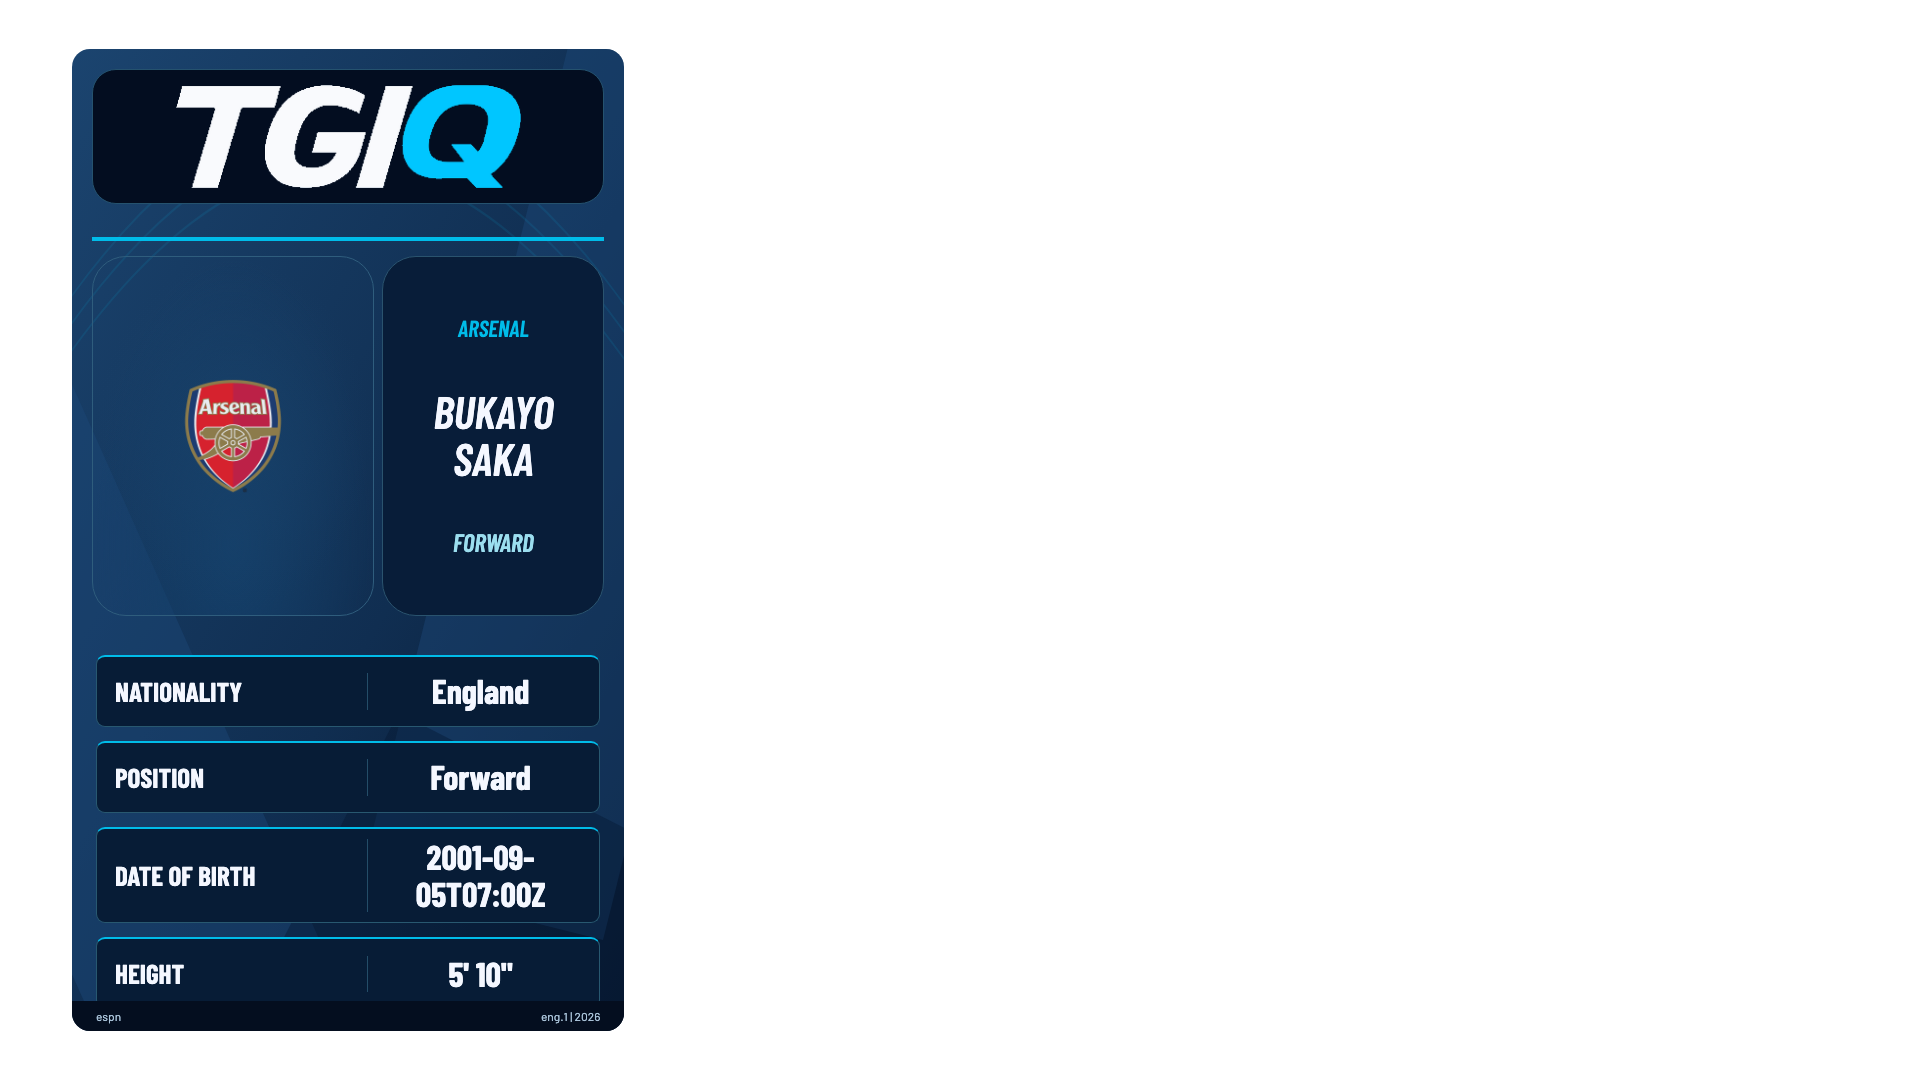 TGIQ
Arsenal
ARSENAL
BUKAYO
SAKA
FORWARD
NATIONALITY
England
POSITION
Forward
DATE OF BIRTH
2001-09-
05T07:00Z
HEIGHT
5' 10"
espn
eng.1 | 2026